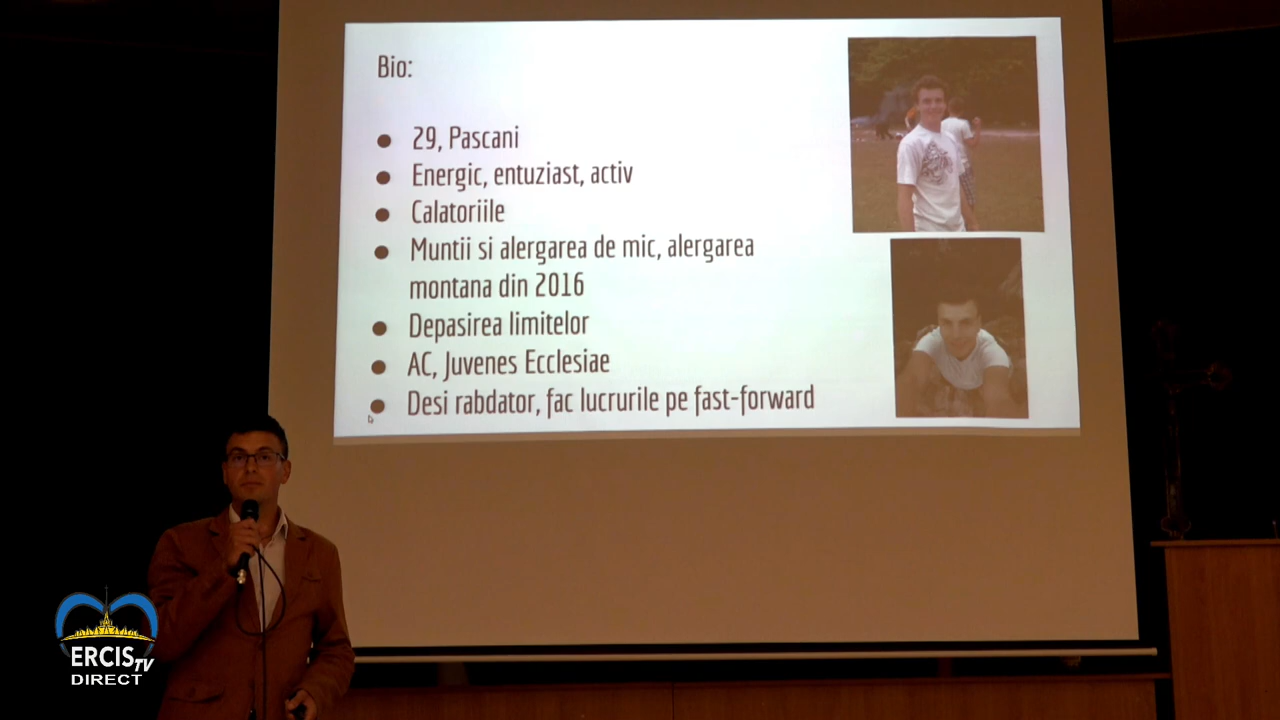 Bio:
29, Pascani
Energic, entuziast, activ
Calatoriile
Muntii si alergarea de mic, alergarea
montana din 2016
Depasirea limitelor
AC, Juvenes Ecclesiae
Desi rabdator, fac lucrurile pe fast-forward
ERCIS TV
DIRECT